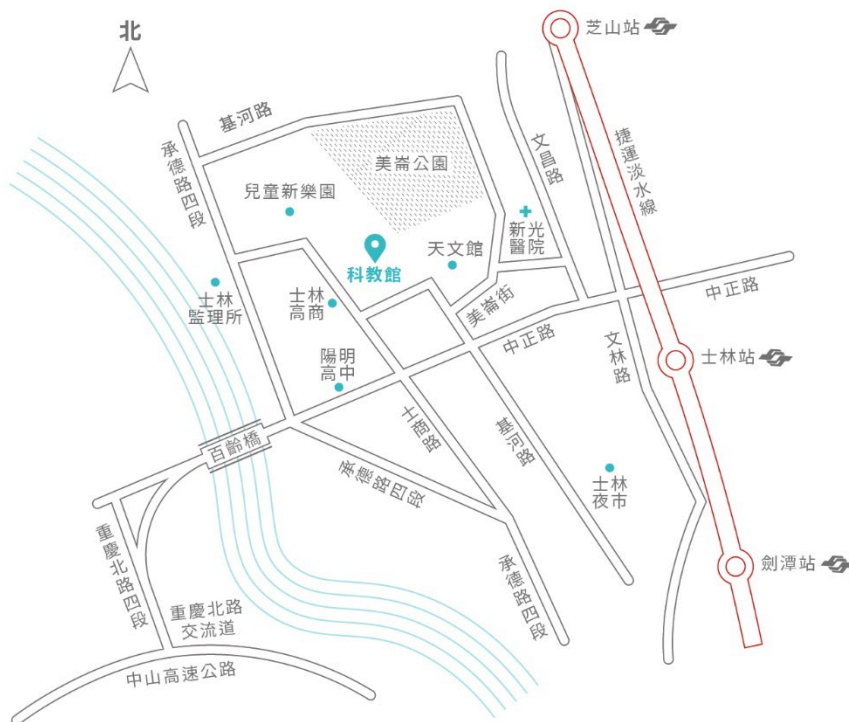 北
芝山站
基河路
承德路四段
美崙公園
文昌路
捷運淡水線
兒童新樂園
新光
醫院
天文館
科教館
士林
監理所
士林
高商
美崙街
中正路
中正路
陽明
高中
文林路
士林站
士商路
基河路
百齡橋
承德路四段
士林
夜市
重慶北路四段
承德路四段
劍潭站
重慶北路
交流道
中山高速公路